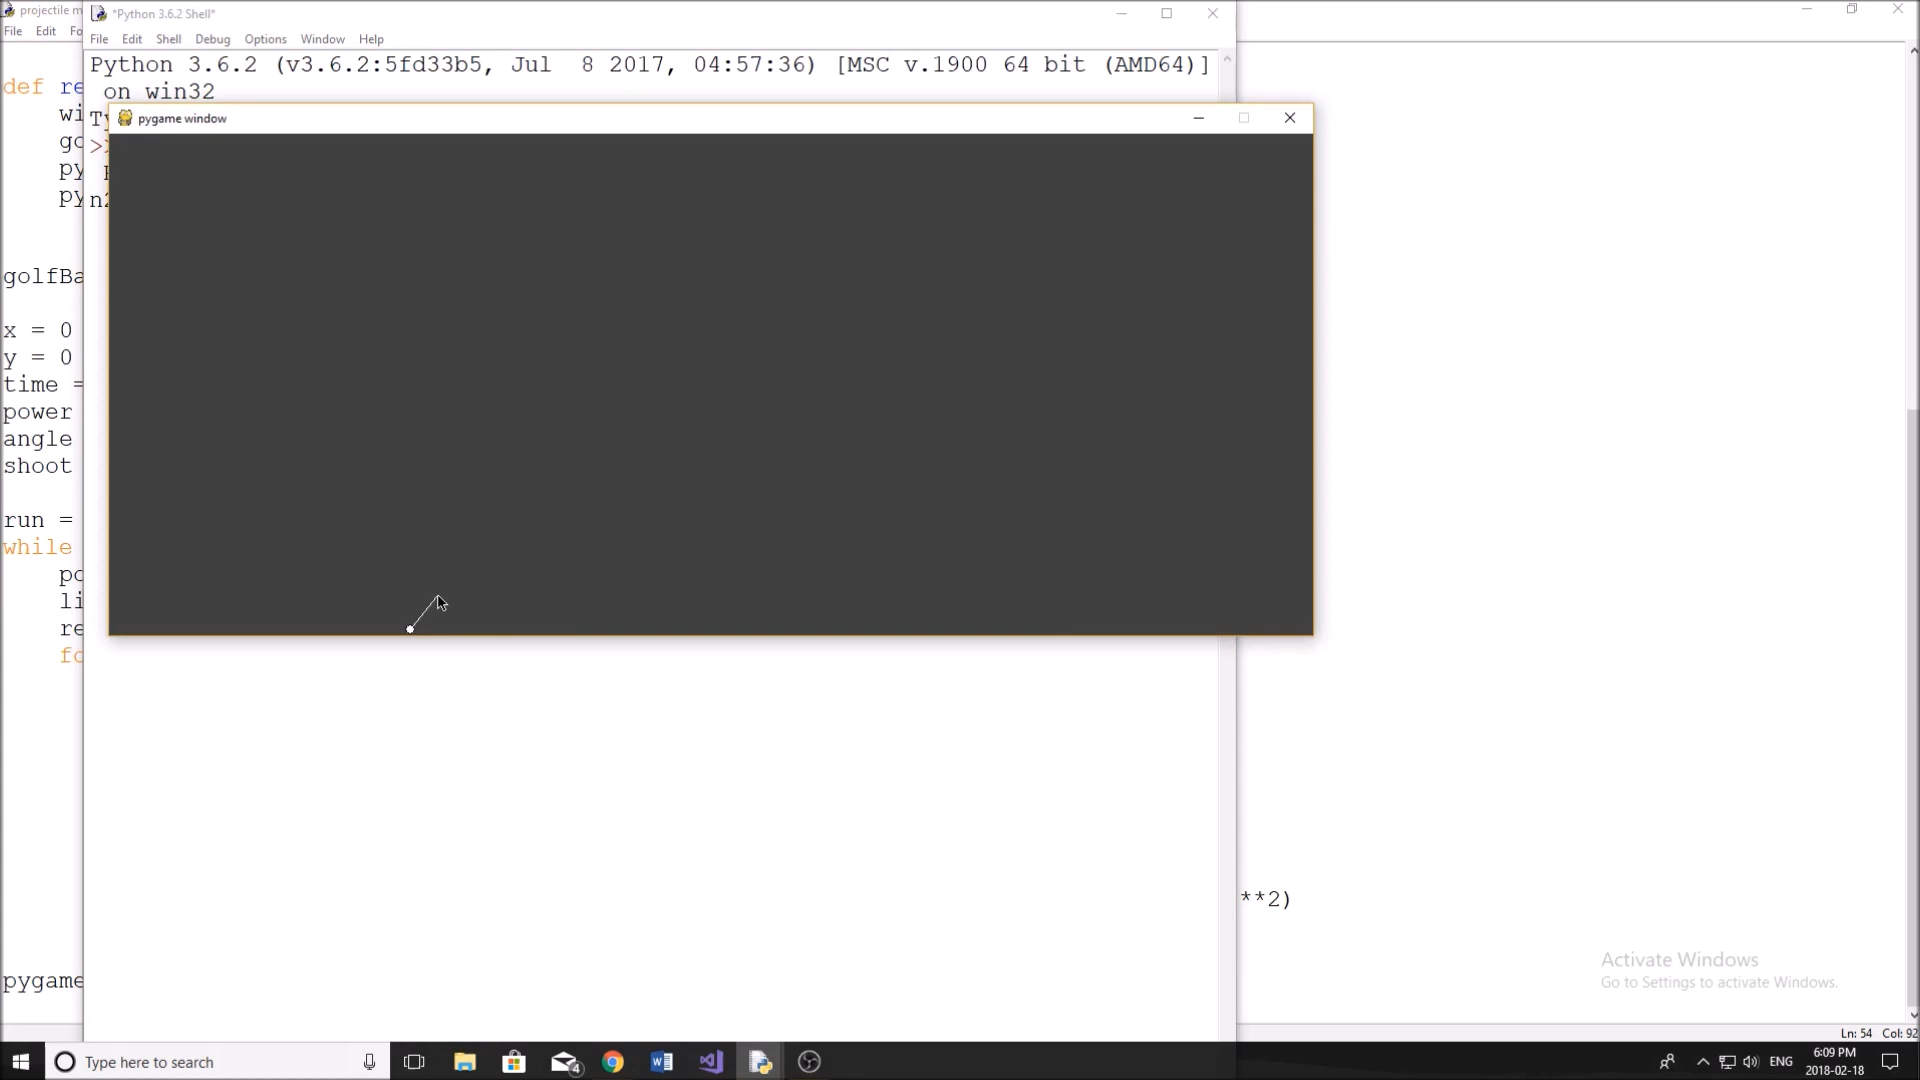 projectile m
File Edit Fo
def re
wi
go
py
py
golfBa
x = 0
y = 0
time =
power
angle
shoot
run =
while
po
li
re
fo
pygame
*Python 3.6.2 Shell*
File Edit Shell Debug Options Window Help
Python 3.6.2 (v3.6.2:5fd33b5, Jul 8 2017, 04:57:36) [MSC v.1900 64 bit (AMD64)]
on win32
Ty
>
n2
pygame window
**2)
Activate Windows
Go to Settings to activate Windows.
Ln: 54 Col: 92
Type here to search
4
ENG
6:09 PM
2018-02-18